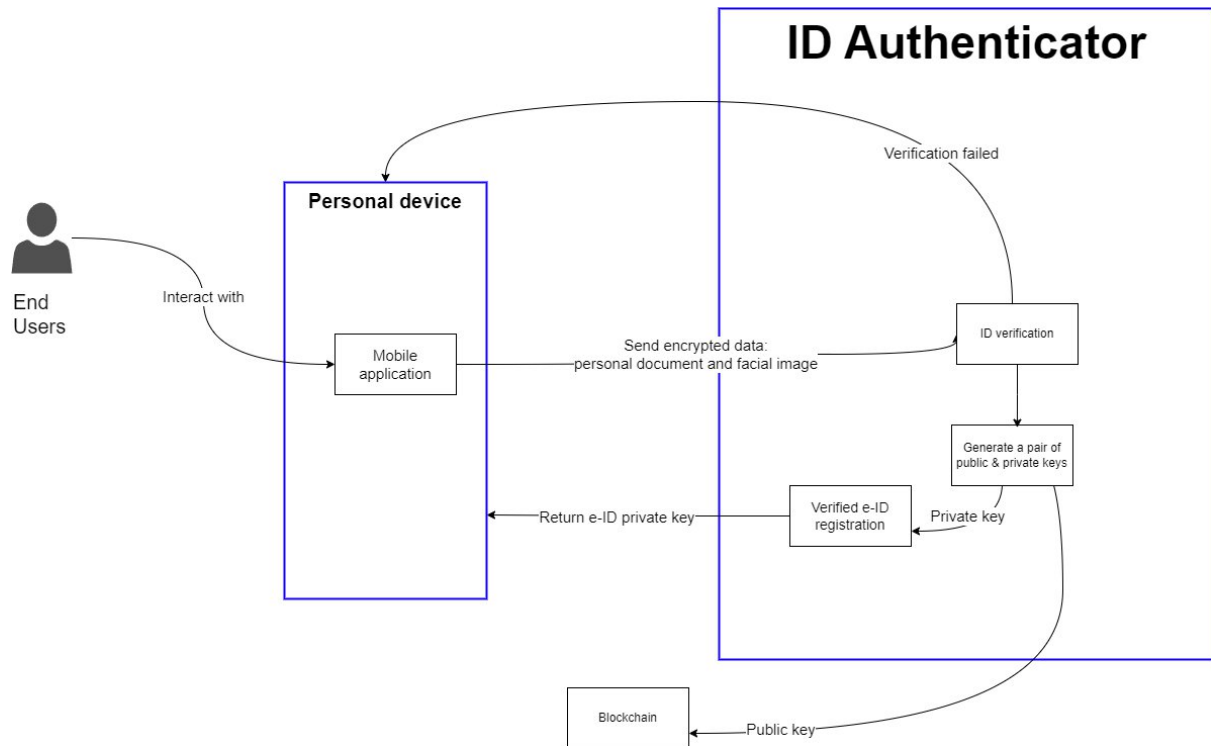 ID Authenticator
Verification failed
Personal device
End
Users
Interact with
Mobile
application
Send encrypted data:
personal document and facial image
ID verification
Generate a pair of
public & private keys
Verified e-ID
registration
Private key
Return e-ID private key
Blockchain
Public key